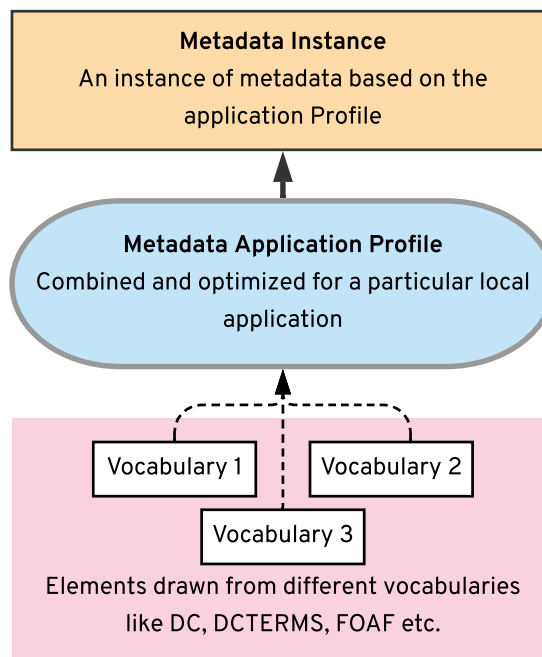 Metadata Instance
An instance of metadata based on the
application Profile
Metadata Application Profile
Combined and optimized for a particular local
application
Vocabulary 1
Vocabulary 2
Vocabulary 3
Elements drawn from different vocabularies
like DC, DCTERMS, FOAF etc.